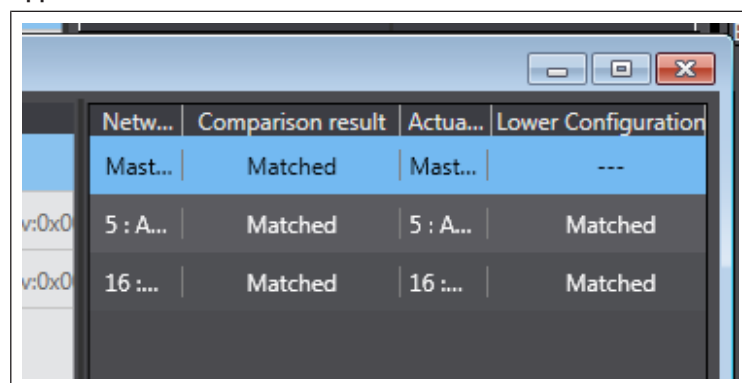 Netw... Comparison result Actua... Lower Configuration
Mast... Matched Mast... ---
v:0x0 5 : A... Matched 5 : A... Matched
v:0x0 16 :... Matched 16 :... Matched